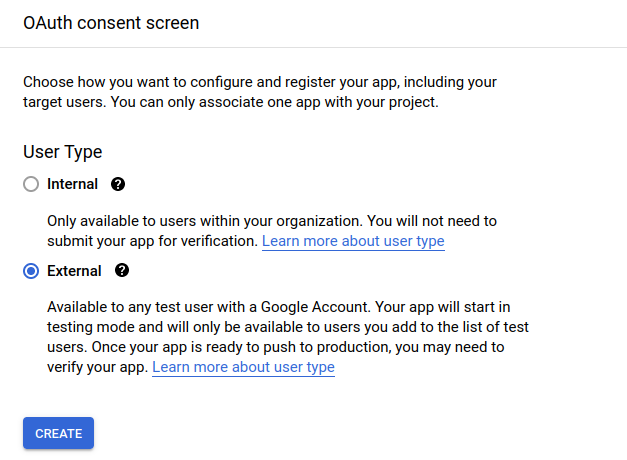 OAuth consent screen
Choose how you want to configure and register your app, including your
target users. You can only associate one app with your project.
User Type
Internal ?
Only available to users within your organization. You will not need to
submit your app for verification. Learn more about user type
External ?
Available to any test user with a Google Account. Your app will start in
testing mode and will only be available to users you add to the list of test
users. Once your app is ready to push to production, you may need to
verify your app. Learn more about user type
CREATE